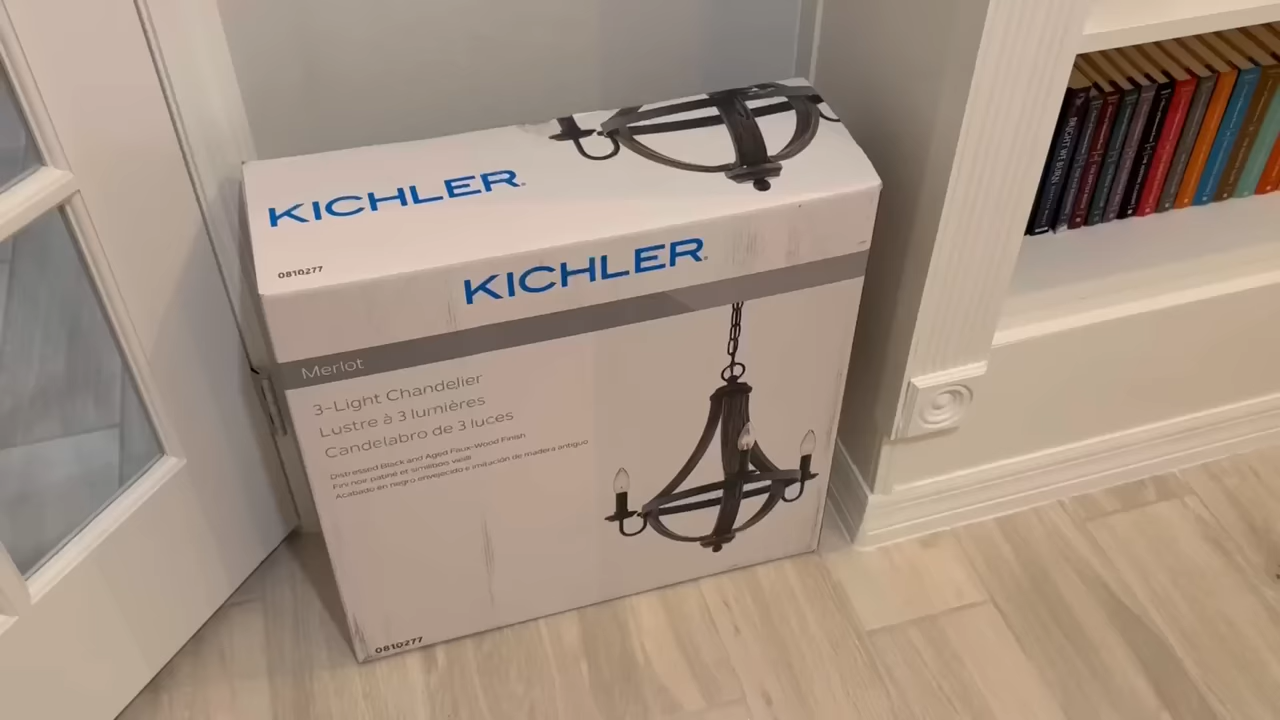 KICHLER
0810277
KICHLER
Merlot
3-Light Chandelier
Lustre à 3 lumières
Candelabro de 3 luces
Distressed Black and Aged Faux-Wood Finish
Fini noir patiné et similibois vieilli
Acabado en negro envejecido e imitación de madera antiguo
0810277